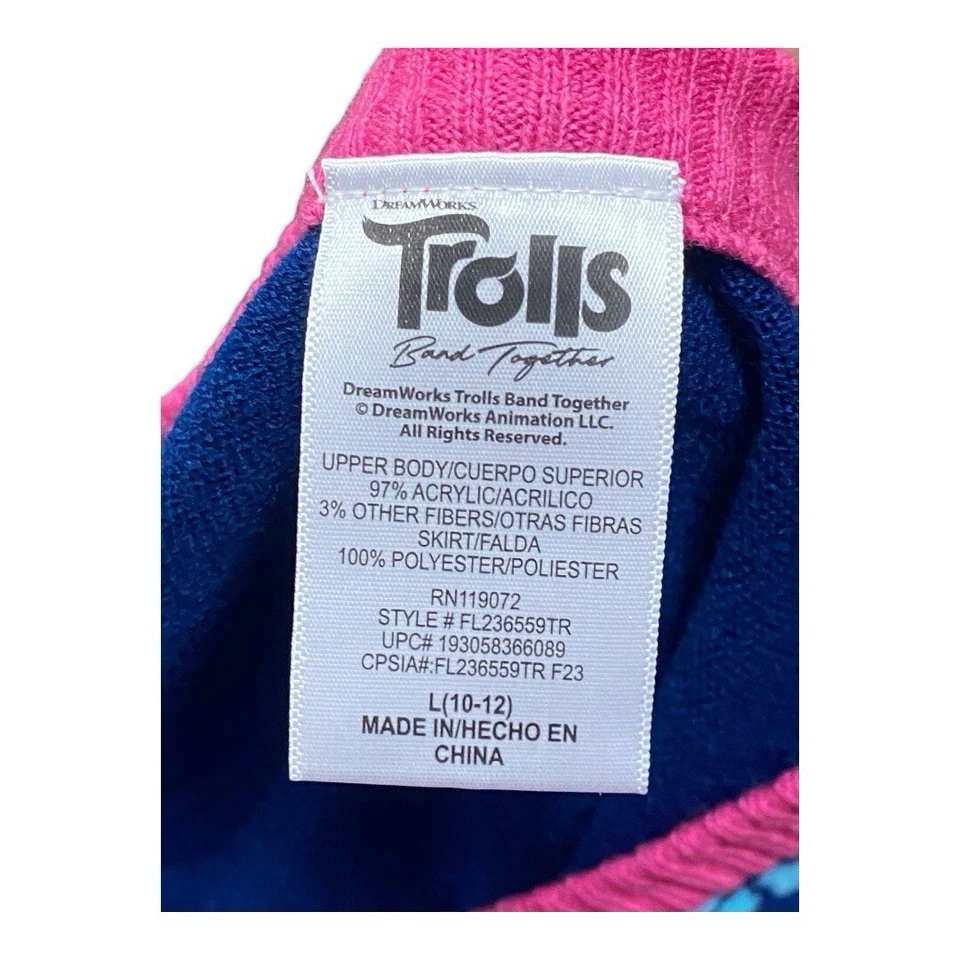 DREAMWORKS
Trolls
Band Together
DreamWorks Trolls Band Together
© DreamWorks Animation LLC.
All Rights Reserved.
UPPER BODY/CUERPO SUPERIOR
97% ACRYLIC/ACRILICO
3% OTHER FIBERS/OTRAS FIBRAS
SKIRT/FALDA
100% POLYESTER/POLIESTER
RN119072
STYLE # FL236559TR
UPC# 193058366089
CPSIA#:FL236559TR F23
L(10-12)
MADE IN/HECHO EN
CHINA